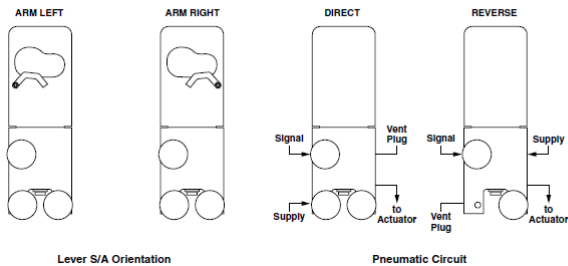 ARM LEFT
ARM RIGHT
DIRECT
REVERSE
Signal
Vent
Plug
Supply
to
Actuator
Signal
Supply
Vent
Plug
to
Actuator
Lever S/A Orientation
Pneumatic Circuit